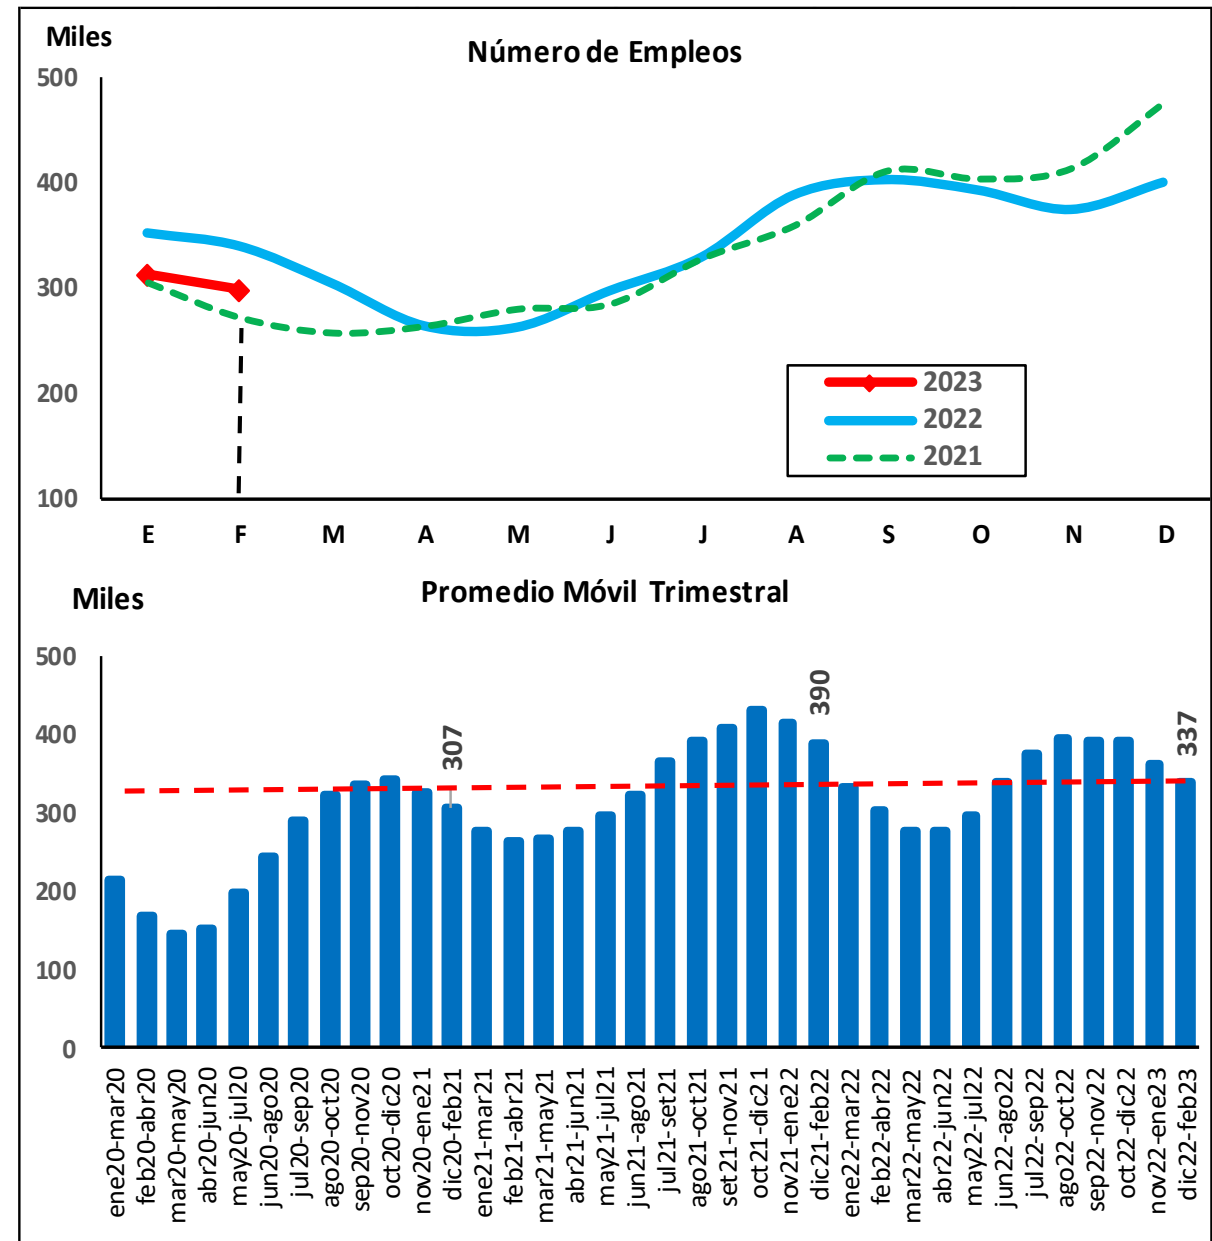 Miles
Número de Empleos
500
400
300
200
100
2023
2022
2021
E F M A M J J A S O N D
Promedio Móvil Trimestral
Miles
500
400
300
200
100
0
307
390
337
ene20-mar20
feb20-abr20
mar20-may20
abr20-jun20
may20-jul20
jun20-ago20
jul20-sep20
ago20-oct20
sep20-nov20
oct20-dic20
nov20-ene21
dic20-feb21
ene21-mar21
feb21-abr21
mar21-may21
abr21-jun21
may21-jul21
jun21-ago21
jul21-set21
ago21-oct21
set21-nov21
oct21-dic21
nov21-ene22
dic21-feb22
ene22-mar22
feb22-abr22
mar22-may22
abr22-jun22
may22-jul22
jun22-ago22
jul22-sep22
ago22-oct22
sep22-nov22
oct22-dic22
nov22-ene23
dic22-feb23